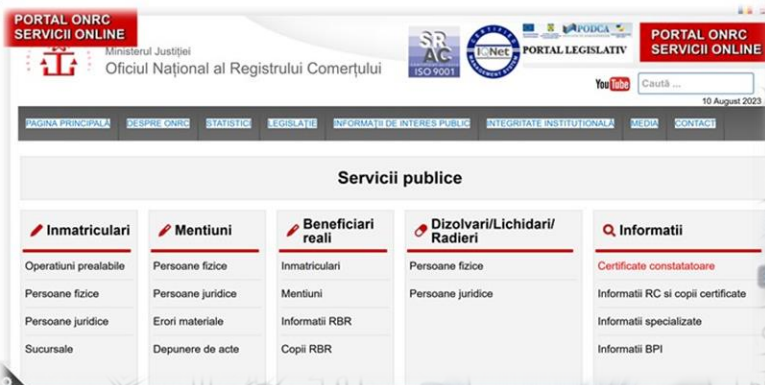 PORTAL ONRC
SERVICII ONLINE
Ministerul Justiției
Oficiul Național al Registrului Comerțului
SR
AC
ISO 9001
CERTIFIED
IQNet
MANAGEMENT SYSTEM
PODCA
PORTAL LEGISLATIV
PORTAL ONRC
SERVICII ONLINE
YouTube
Caută ...
10 August 2023
PAGINA PRINCIPALĂ DESPRE ONRC STATISTICI LEGISLAȚIE INFORMAȚII DE INTERES PUBLIC INTEGRITATE INSTITUȚIONALĂ MEDIA CONTACT
Servicii publice
Inmatriculari
Operatiuni prealabile
Persoane fizice
Persoane juridice
Sucursale
Mentiuni
Persoane fizice
Persoane juridice
Erori materiale
Depunere de acte
Beneficiari
reali
Inmatriculari
Mentiuni
Informatii RBR
Copii RBR
Dizolvari/Lichidari/
Radieri
Persoane fizice
Persoane juridice
Informatii
Certificate constatatoare
Informatii RC si copii certificate
Informatii specializate
Informatii BPI